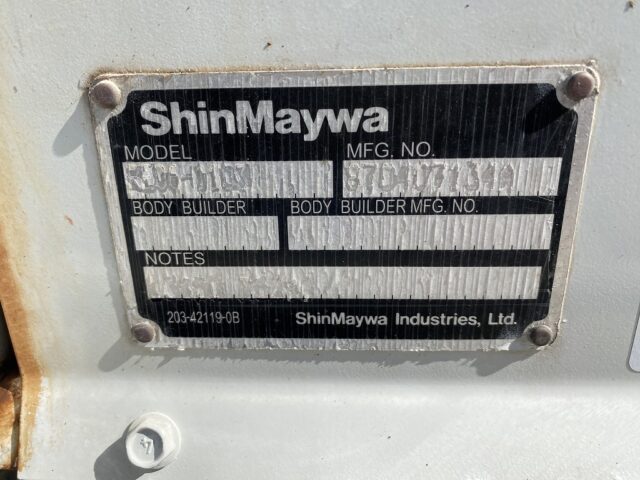 ShinMaywa
MODEL MFG. NO.
BODY BUILDER BODY BUILDER MFG. NO.
NOTES
203-42119-0B ShinMaywa Industries, Ltd.